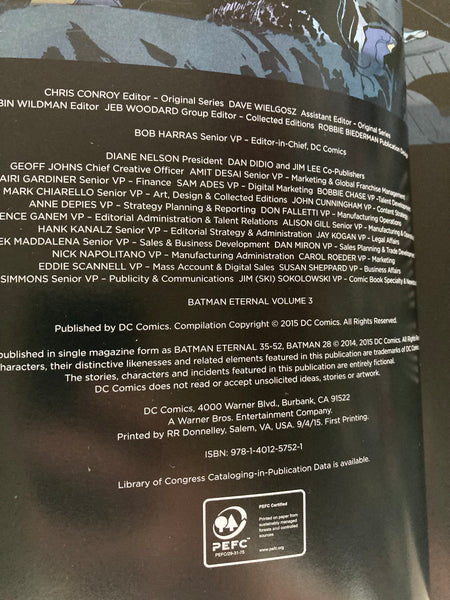 CHRIS CONROY Editor – Original Series DAVE WIELGOSZ Assistant Editor – Original Series
BIN WILDMAN Editor JEB WOODARD Group Editor – Collected Editions ROBBIE BIEDERMAN Publication
BOB HARRAS Senior VP – Editor-in-Chief, DC Comics
DIANE NELSON President DAN DIDIO and JIM LEE Co-Publishers
GEOFF JOHNS Chief Creative Officer AMIT DESAI Senior VP – Marketing & Global Franchise Management
AIRI GARDINER Senior VP – Finance SAM ADES VP – Digital Marketing BOBBIE CHASE VP – Talent
MARK CHIARELLO Senior VP – Art, Design & Collected Editions JOHN CUNNINGHAM VP – Content
ANNE DEPIES VP – Strategy Planning & Reporting DON FALLETTI VP – Manufacturing Operations
ENCE GANEM VP – Editorial Administration & Talent Relations ALISON GILL Senior VP – Manufacturing &
HANK KANALZ Senior VP – Editorial Strategy & Administration JAY KOGAN VP – Legal Affairs
EK MADDALENA Senior VP – Sales & Business Development DAN MIRON VP – Sales Planning & Trade
NICK NAPOLITANO VP – Manufacturing Administration CAROL ROEDER VP – Marketing
EDDIE SCANNELL VP – Mass Account & Digital Sales SUSAN SHEPPARD VP – Business Affairs
SIMMONS Senior VP – Publicity & Communications JIM (SKI) SOKOLOWSKI VP – Comic Book Specialty &
BATMAN ETERNAL VOLUME 3
Published by DC Comics. Compilation Copyright © 2015 DC Comics. All Rights Reserved.
published in single magazine form as BATMAN ETERNAL 35-52, BATMAN 28 © 2014, 2015 DC Comics. All
characters, their distinctive likenesses and related elements featured in this publication are trademarks of DC
The stories, characters and incidents featured in this publication are entirely fictional.
DC Comics does not read or accept unsolicited ideas, stories or artwork.
DC Comics, 4000 Warner Blvd., Burbank, CA 91522
A Warner Bros. Entertainment Company.
Printed by RR Donnelley, Salem, VA, USA. 9/4/15. First Printing.
ISBN: 978-1-4012-5752-1
Library of Congress Cataloging-in-Publication Data is available.
PEFC
PEFC/29-31-75
PEFC Certified
Printed on paper from
sustainably managed
forests and controlled
sources
www.pefc.org